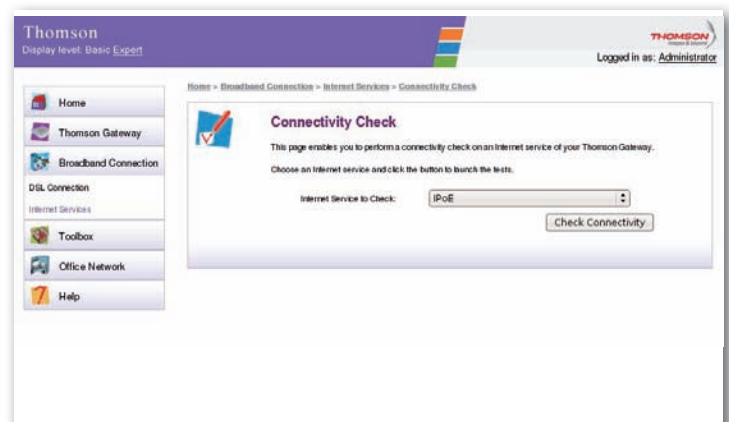 Thomson
Display level: Basic Expert
THOMSON
Logged in as: Administrator
Home > Broadband Connection > Internet Services > Connectivity Check
Home
Thomson Gateway
Broadband Connection
DSL Connection
Internet Services
Toolbox
Office Network
Help
Connectivity Check
This page enables you to perform a connectivity check on an Internet service of your Thomson Gateway.
Choose an Internet service and click the button to launch the tests.
Internet Service to Check: IPoE
Check Connectivity